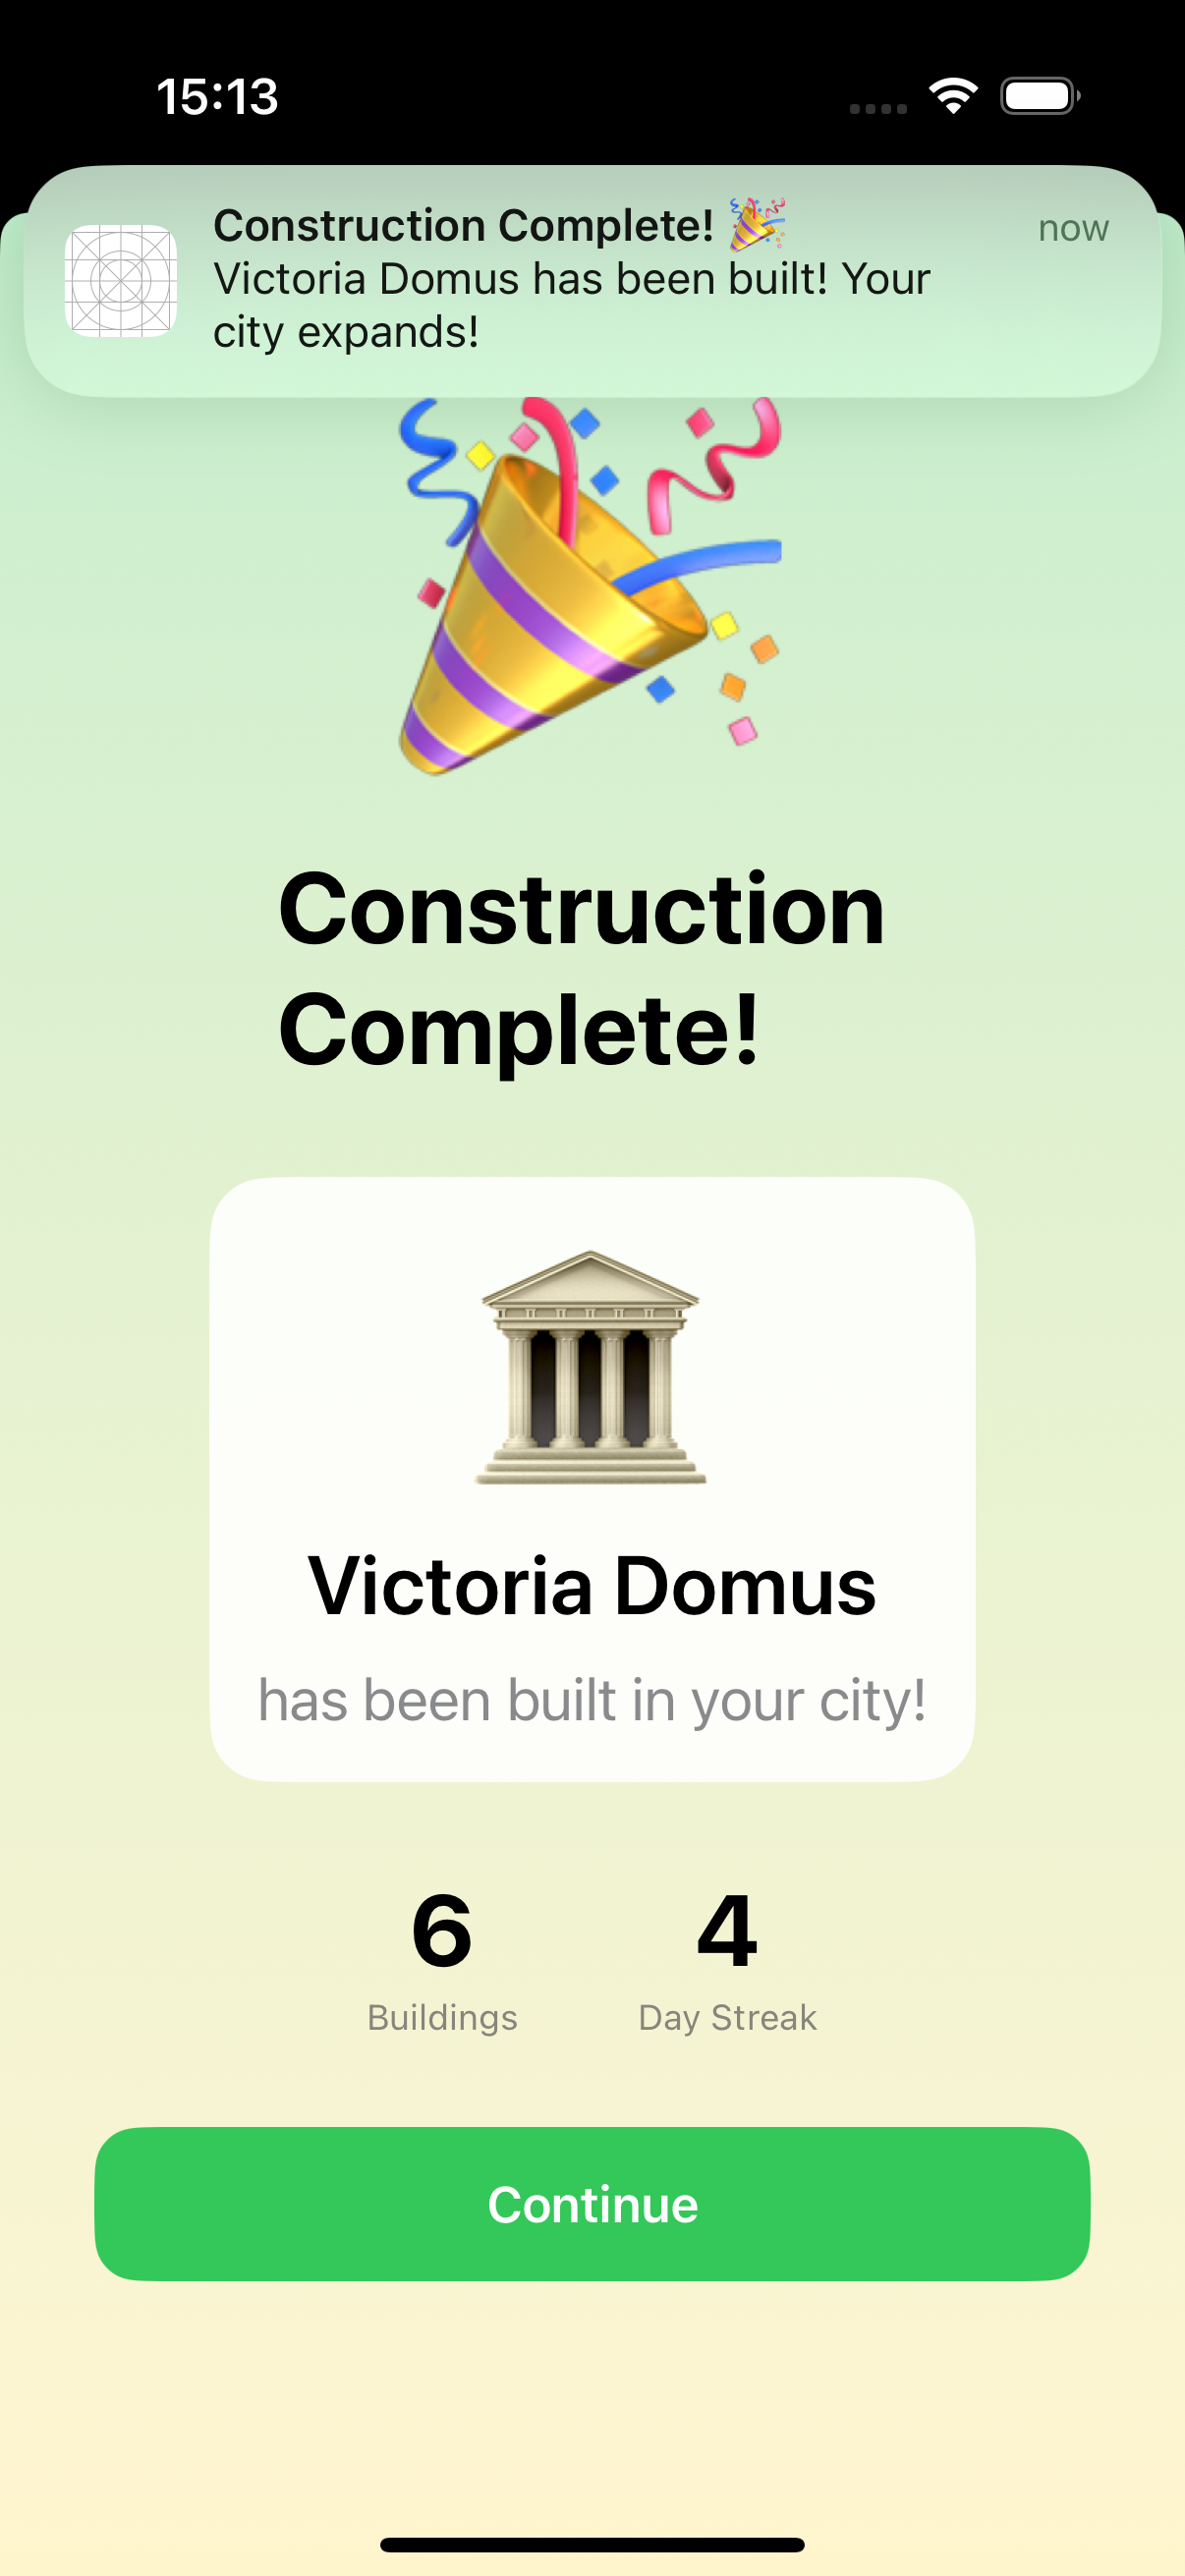 15:13
Construction Complete! 🎉
now
Victoria Domus has been built! Your
city expands!
Construction
Complete!
Victoria Domus
has been built in your city!
6
4
Buildings
Day Streak
Continue